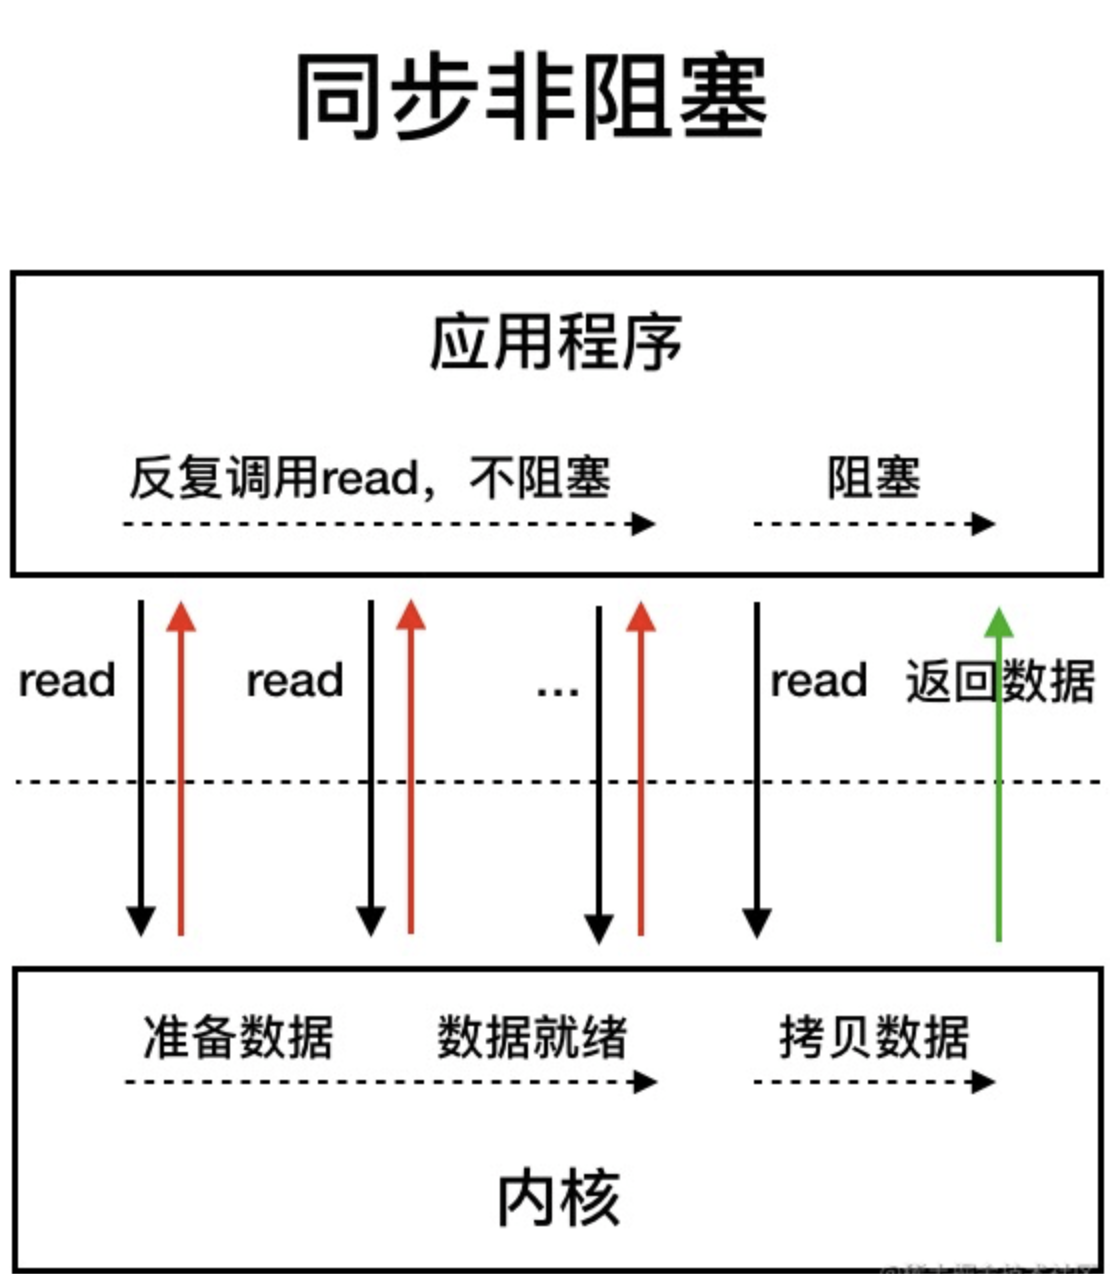 同步非阻塞
应用程序
反复调用read，不阻塞 阻塞
read read ... read 返回数据
准备数据 数据就绪 拷贝数据
内核